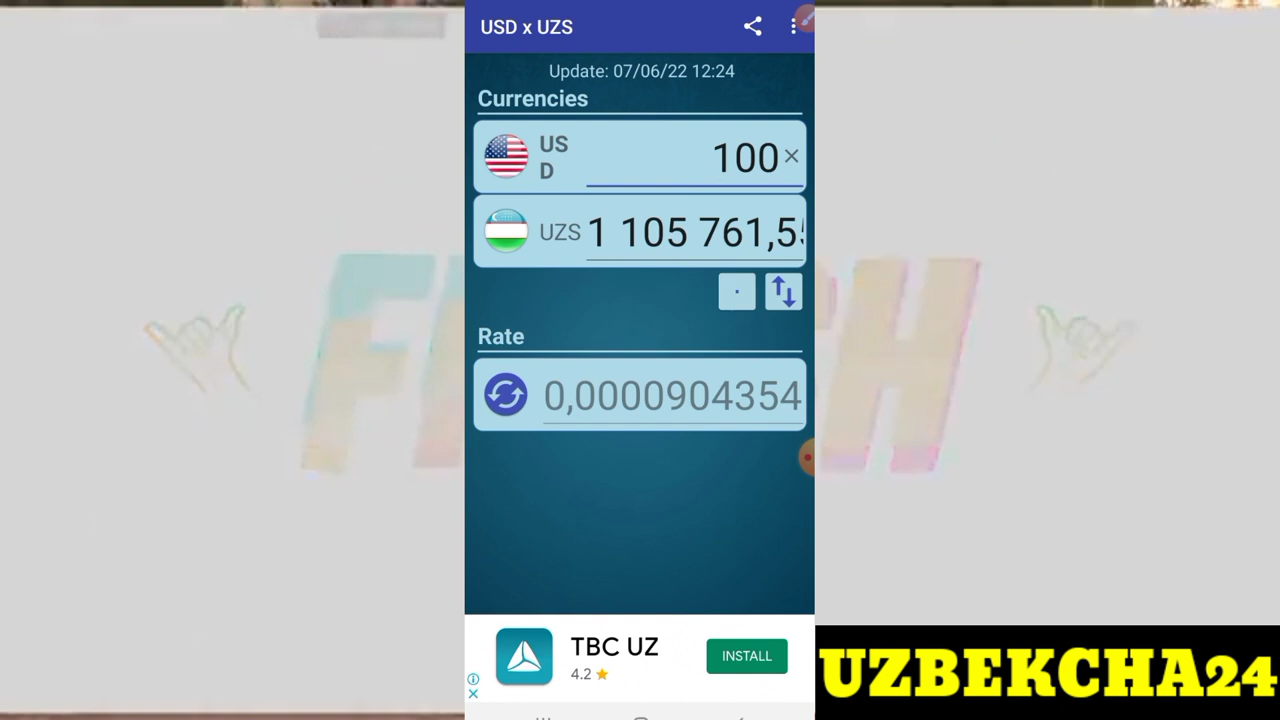 USD x UZS
Update: 07/06/22 12:24
Currencies
US
D
100
UZS
1 105 761,5
Rate
0,0000904354
TBC UZ
4.2
INSTALL
UZBEKCHA24